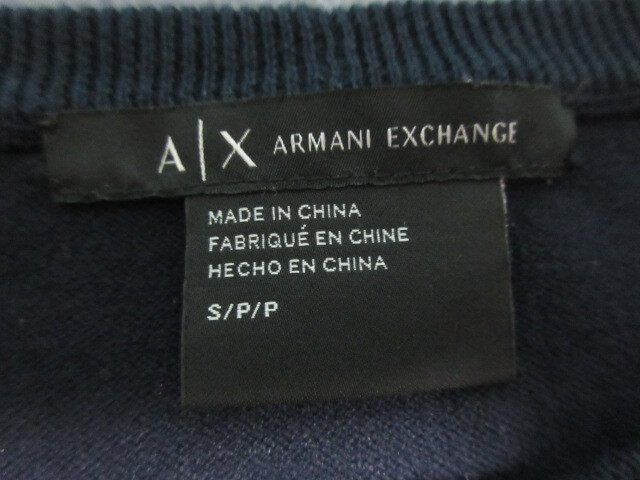 A|X ARMANI EXCHANGE
MADE IN CHINA
FABRIQUÉ EN CHINE
HECHO EN CHINA
S/P/P